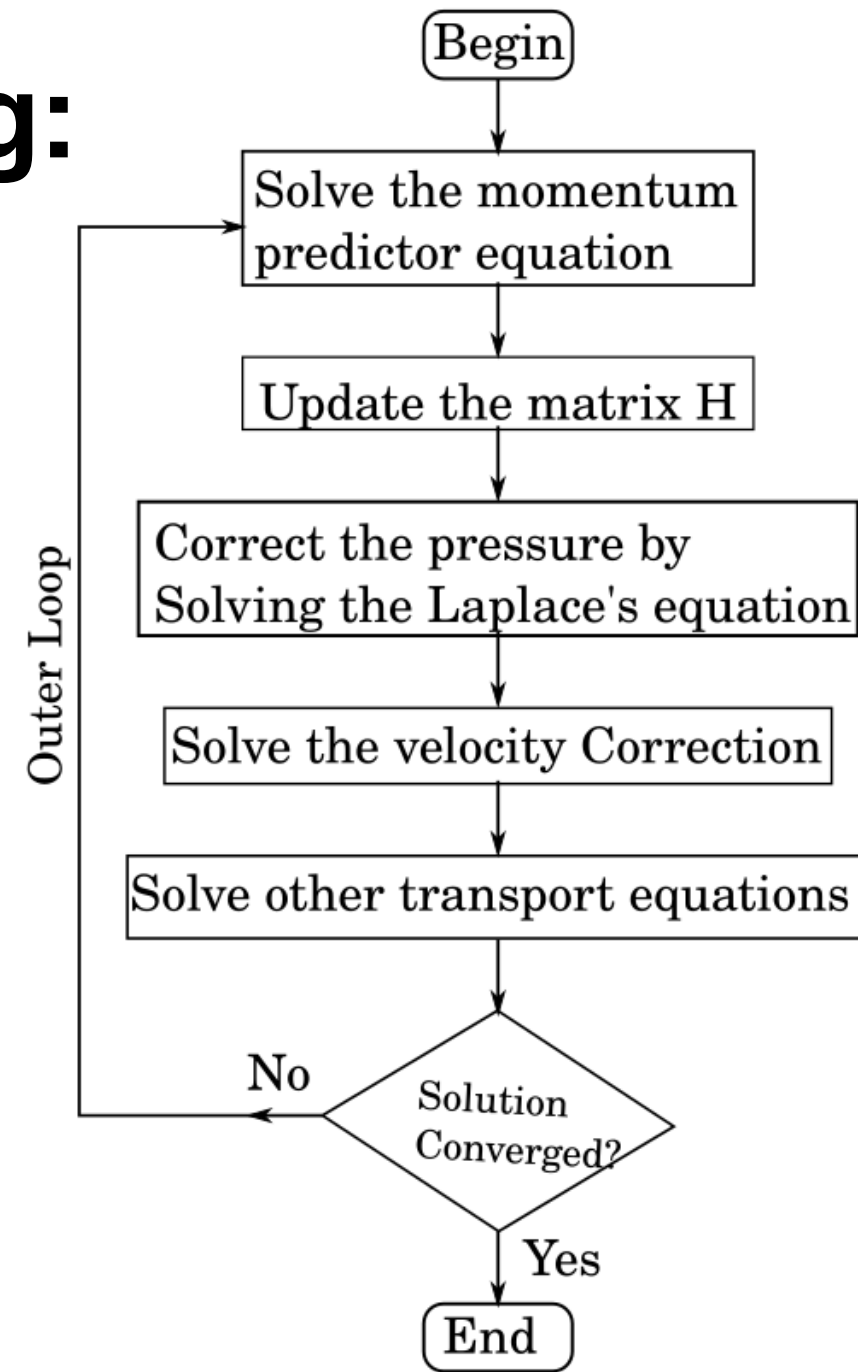 g:
Begin
Solve the momentum
predictor equation
Update the matrix H
Correct the pressure by
Solving the Laplace's equation
Outer Loop
Solve the velocity Correction
Solve other transport equations
No
Solution
Converged?
Yes
End